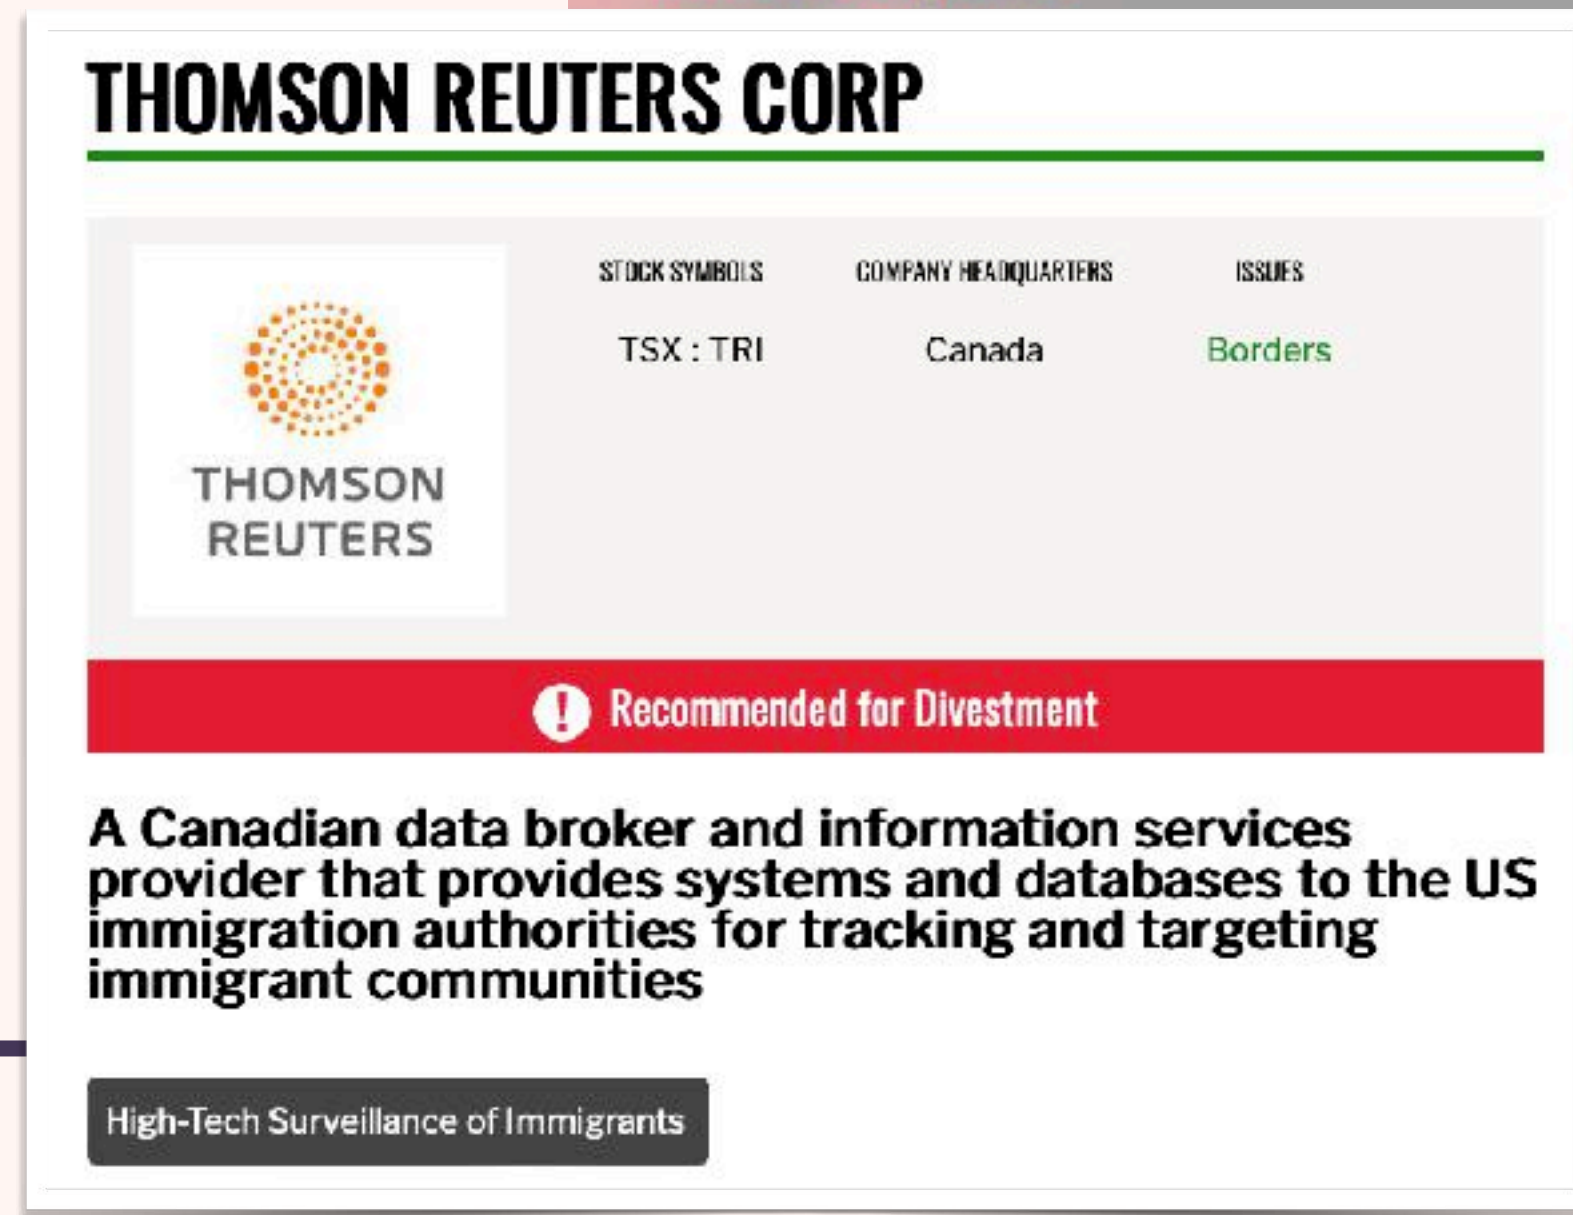 THOMSON REUTERS CORP
STOCK SYMBOLS COMPANY HEADQUARTERS ISSUES
TSX : TRI Canada Borders
THOMSON
REUTERS
! Recommended for Divestment
A Canadian data broker and information services
provider that provides systems and databases to the US
immigration authorities for tracking and targeting
immigrant communities
High-Tech Surveillance of Immigrants